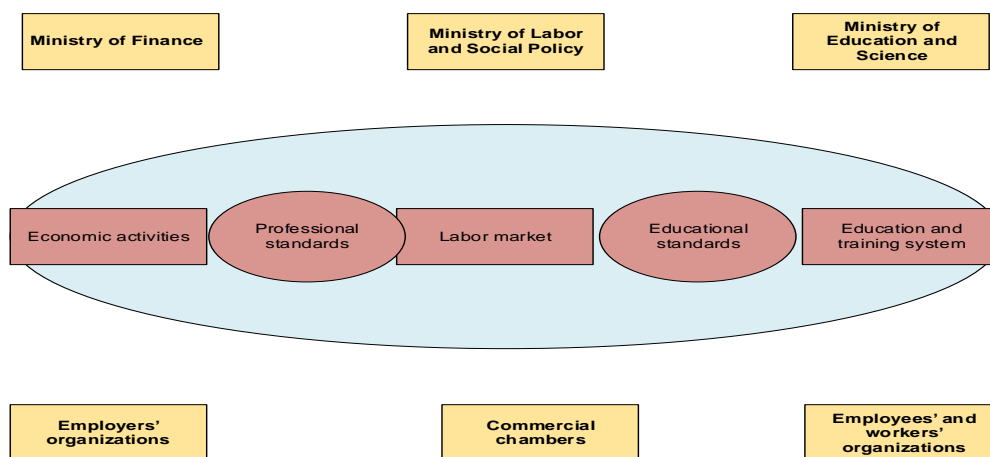 Ministry of Finance
Ministry of Labor
and Social Policy
Ministry of
Education and
Science
Economic activities
Professional
standards
Labor market
Educational
standards
Education and
training system
Employers'
organizations
Commercial
chambers
Employees' and
workers'
organizations